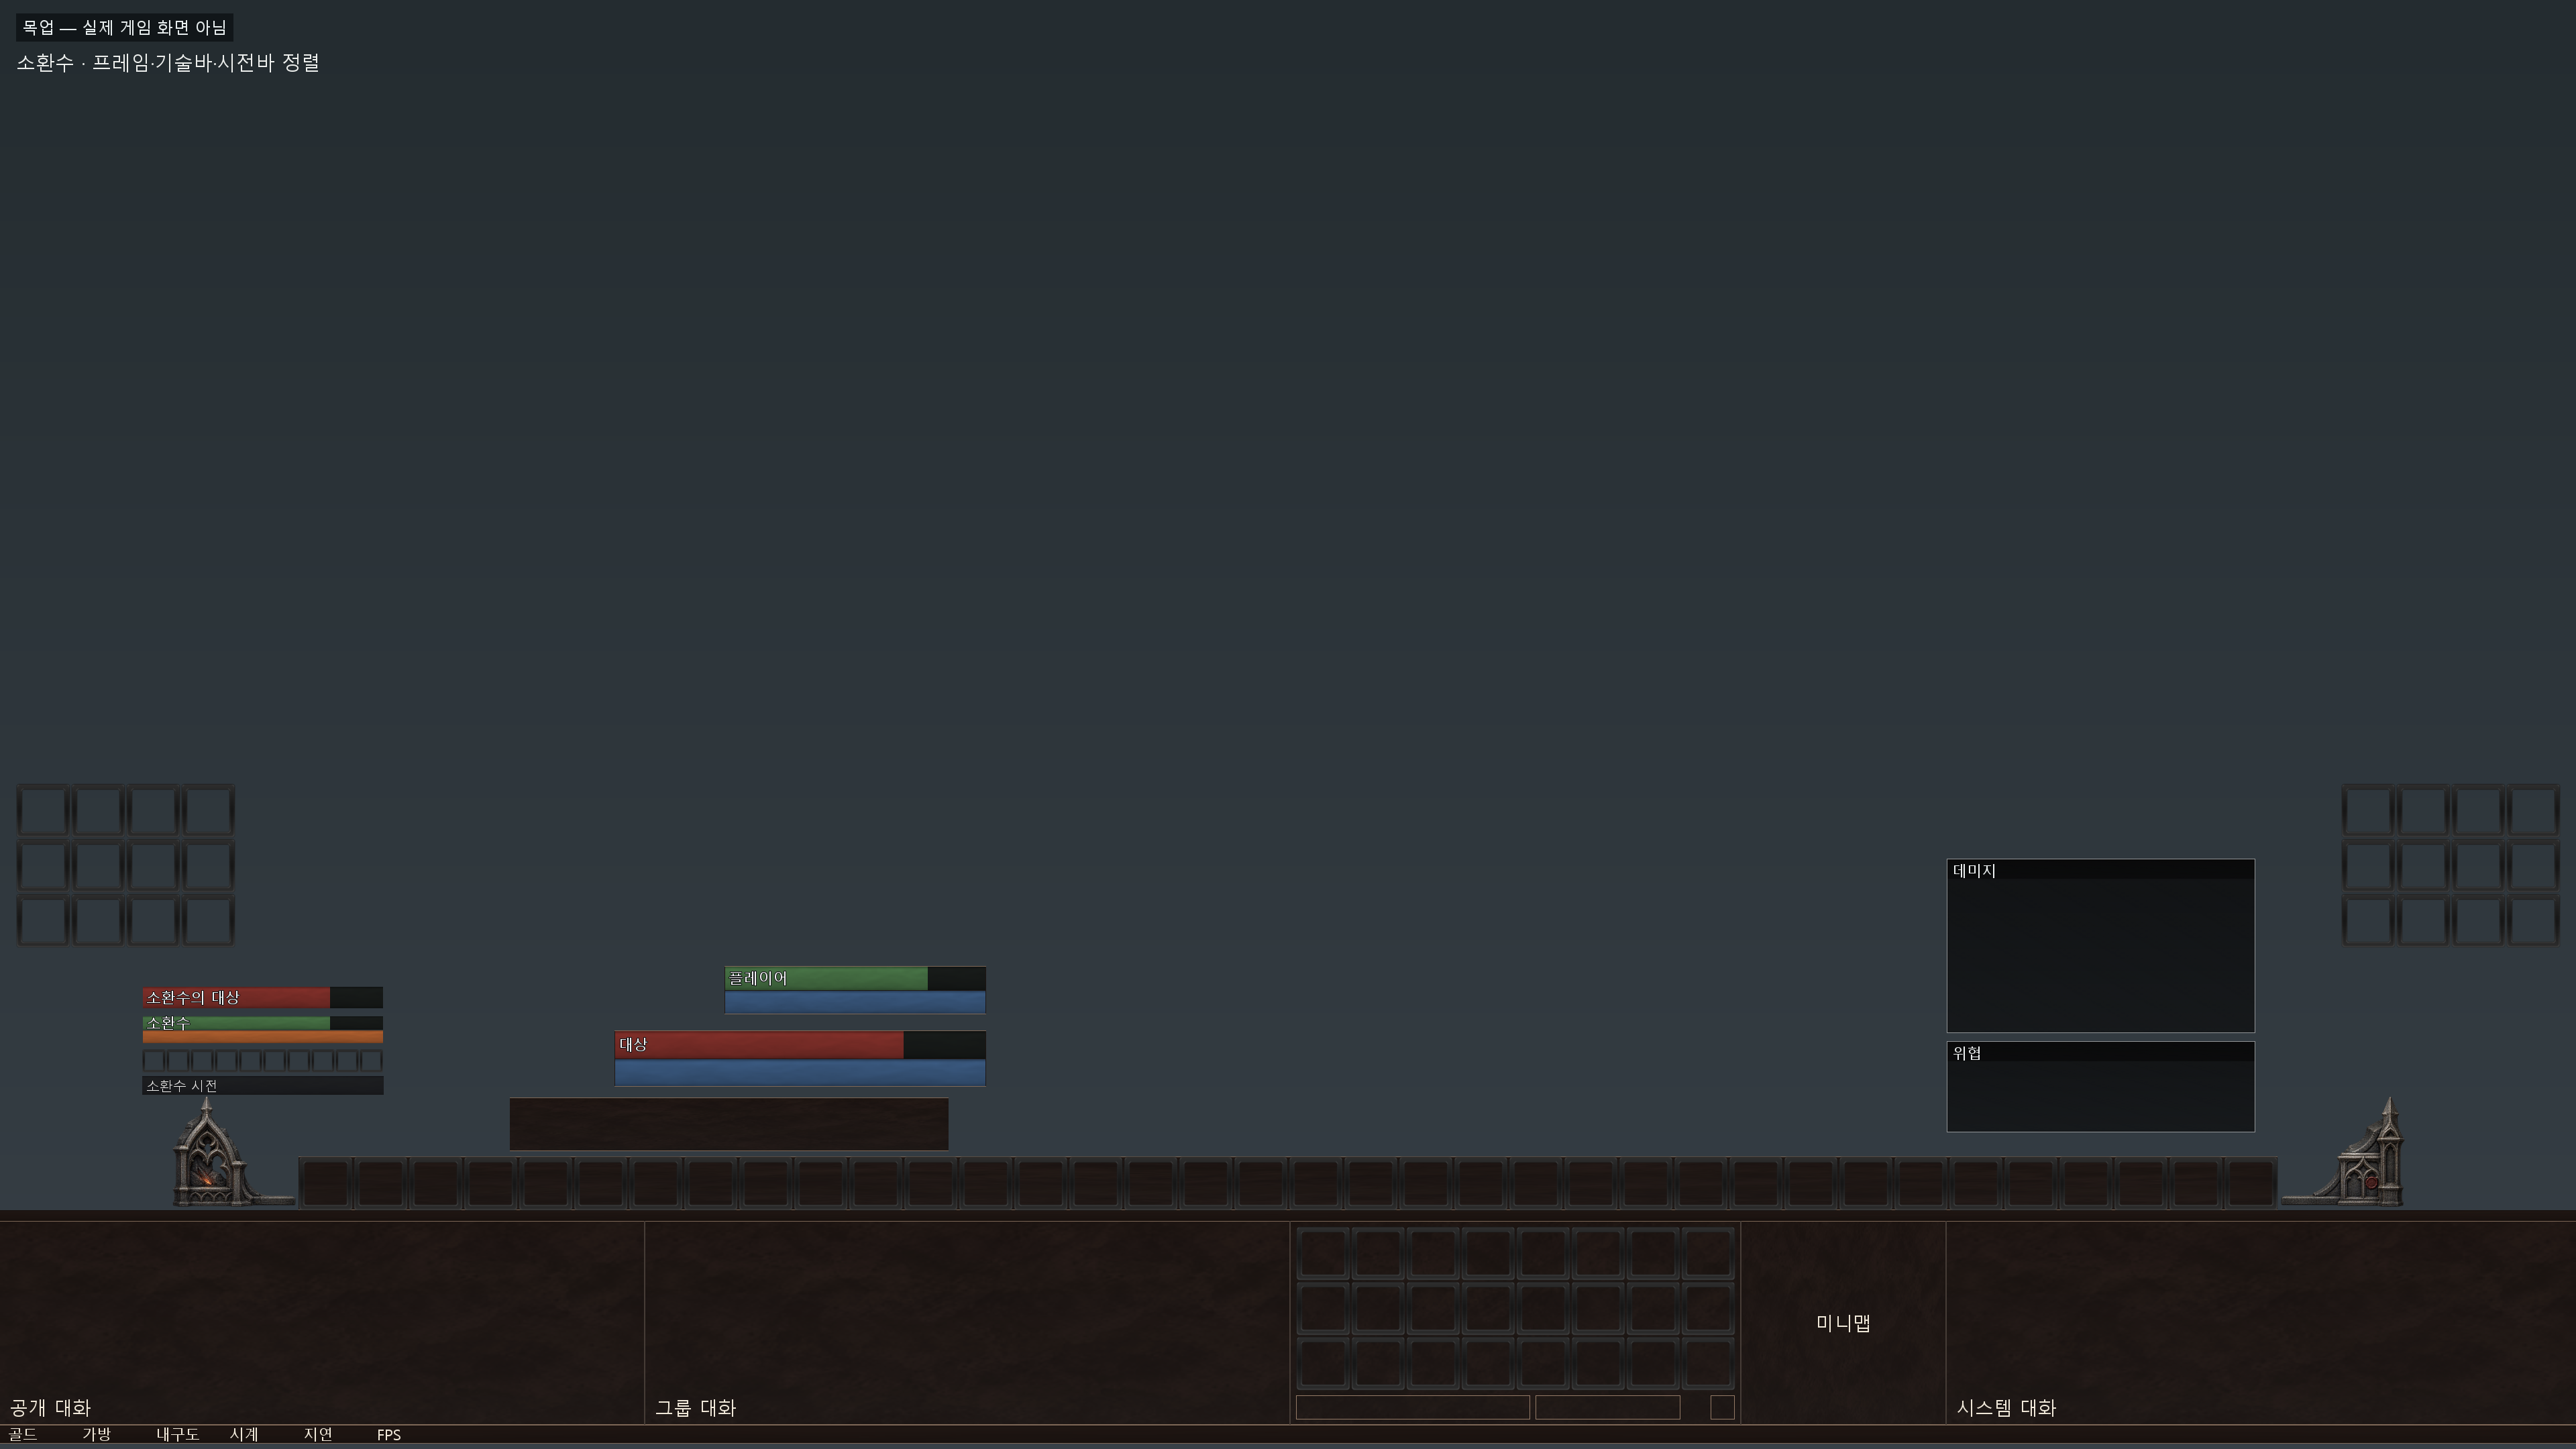 목업 — 실제 게임 화면 아님
소환수 · 프레임·기술바·시전바 정렬
데미지
플레이어
소환수의 대상
소환수
대상
위협
소환수 시전
미니맵
공개 대화
그룹 대화
시스템 대화
골드 가방 내구도 시계 지연 FPS